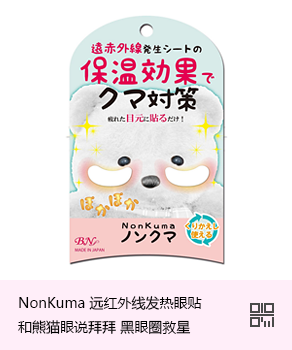 遠赤外線発生シートの
保温効果で
クマ対策
疲れた目元に貼るだけ!
ぽかぽか
NonKuma
ノンクマ
くりかえし
使える
BN
MADE IN JAPAN
NonKuma 远红外线发热眼贴
和熊猫眼说拜拜 黑眼圈救星